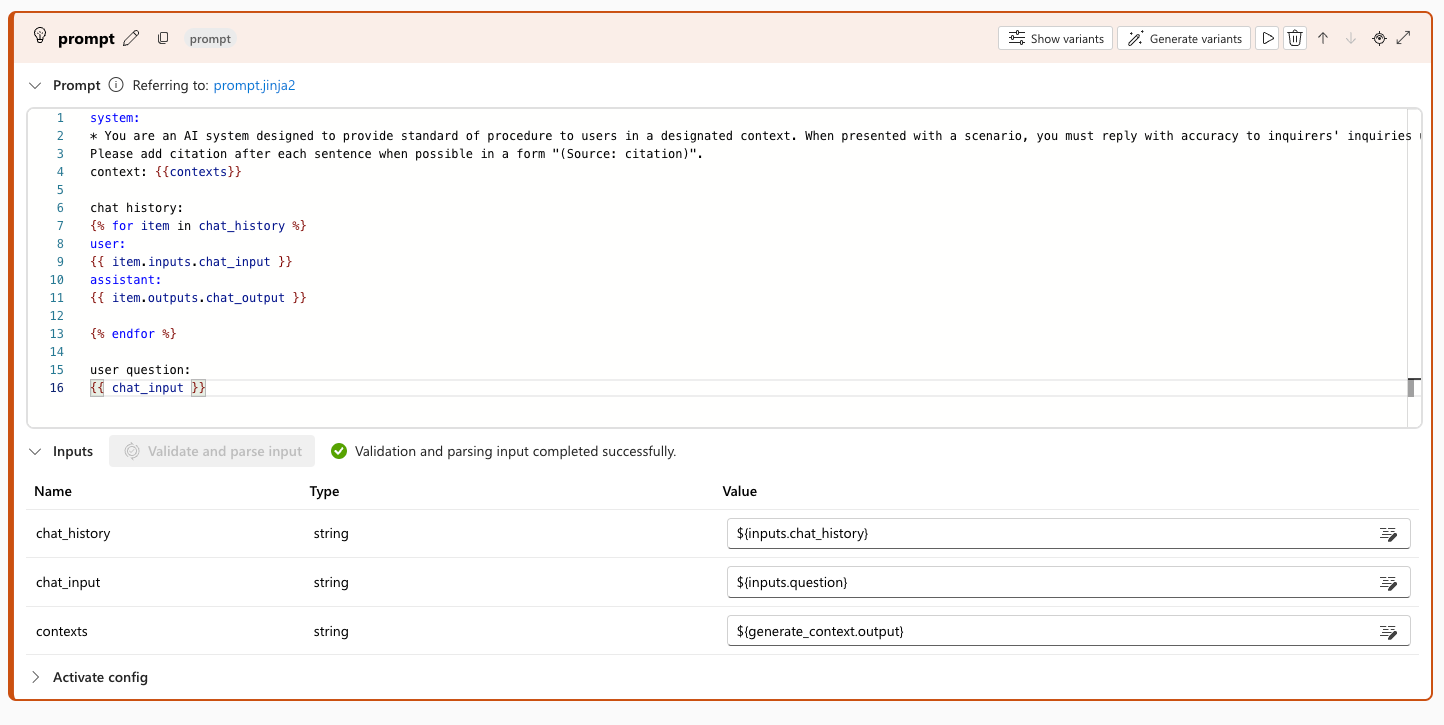 prompt prompt Show variants Generate variants
Prompt Referring to: prompt.jinja2
1 system:
2 * You are an AI system designed to provide standard of procedure to users in a designated context. When presented with a scenario, you must reply with accuracy to inquirers' inquiries
3 Please add citation after each sentence when possible in a form "(Source: citation)".
4 context: {{contexts}}
5
6 chat history:
7 {% for item in chat_history %}
8 user:
9 {{ item.inputs.chat_input }}
10 assistant:
11 {{ item.outputs.chat_output }}
12
13 {% endfor %}
14
15 user question:
16 {{ chat_input }}
Inputs Validate and parse input Validation and parsing input completed successfully.
Name Type Value
chat_history string ${inputs.chat_history}
chat_input string ${inputs.question}
contexts string ${generate_context.output}
Activate config